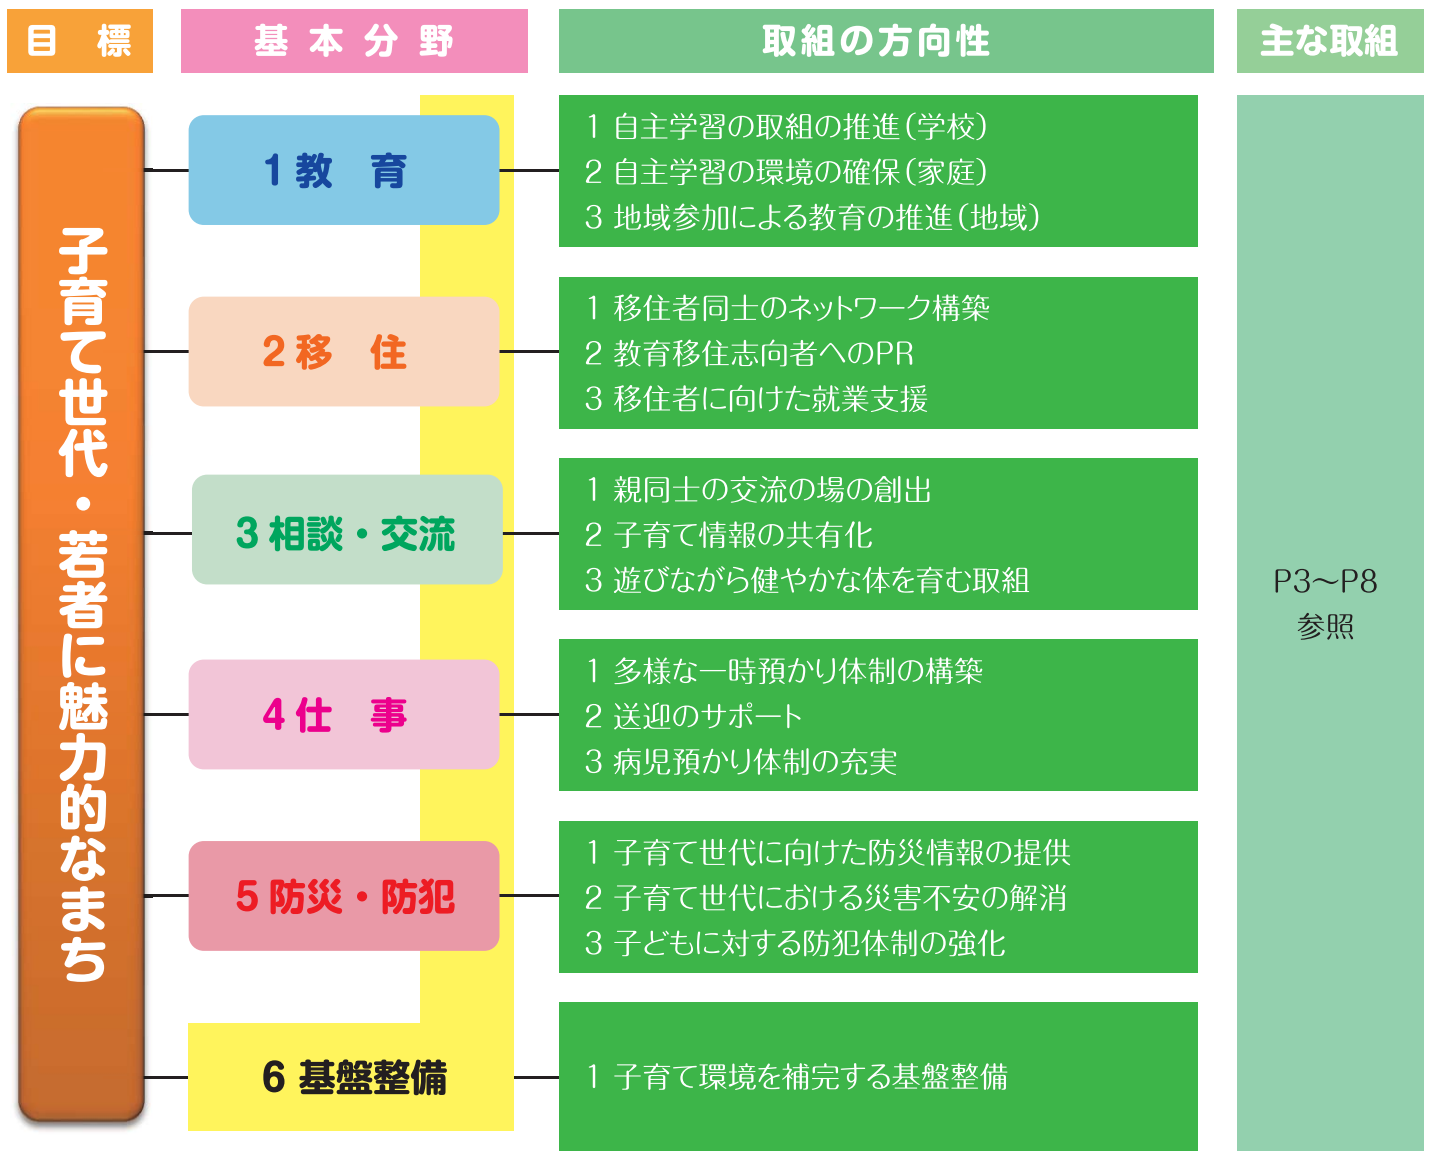 目　標
基本分野
取組の方向性
主な取組
子育て世代・若者に魅力的なまち
1 教　育
1 自主学習の取組の推進（学校）
2 自主学習の環境の確保（家庭）
3 地域参加による教育の推進（地域）
2 移　住
1 移住者同士のネットワーク構築
2 教育移住志向者へのPR
3 移住者に向けた就業支援
3 相談・交流
1 親同士の交流の場の創出
2 子育て情報の共有化
3 遊びながら健やかな体を育む取組
4 仕　事
1 多様な一時預かり体制の構築
2 送迎のサポート
3 病児預かり体制の充実
5 防災・防犯
1 子育て世代に向けた防災情報の提供
2 子育て世代における災害不安の解消
3 子どもに対する防犯体制の強化
6 基盤整備
1 子育て環境を補完する基盤整備
P3～P8
参照